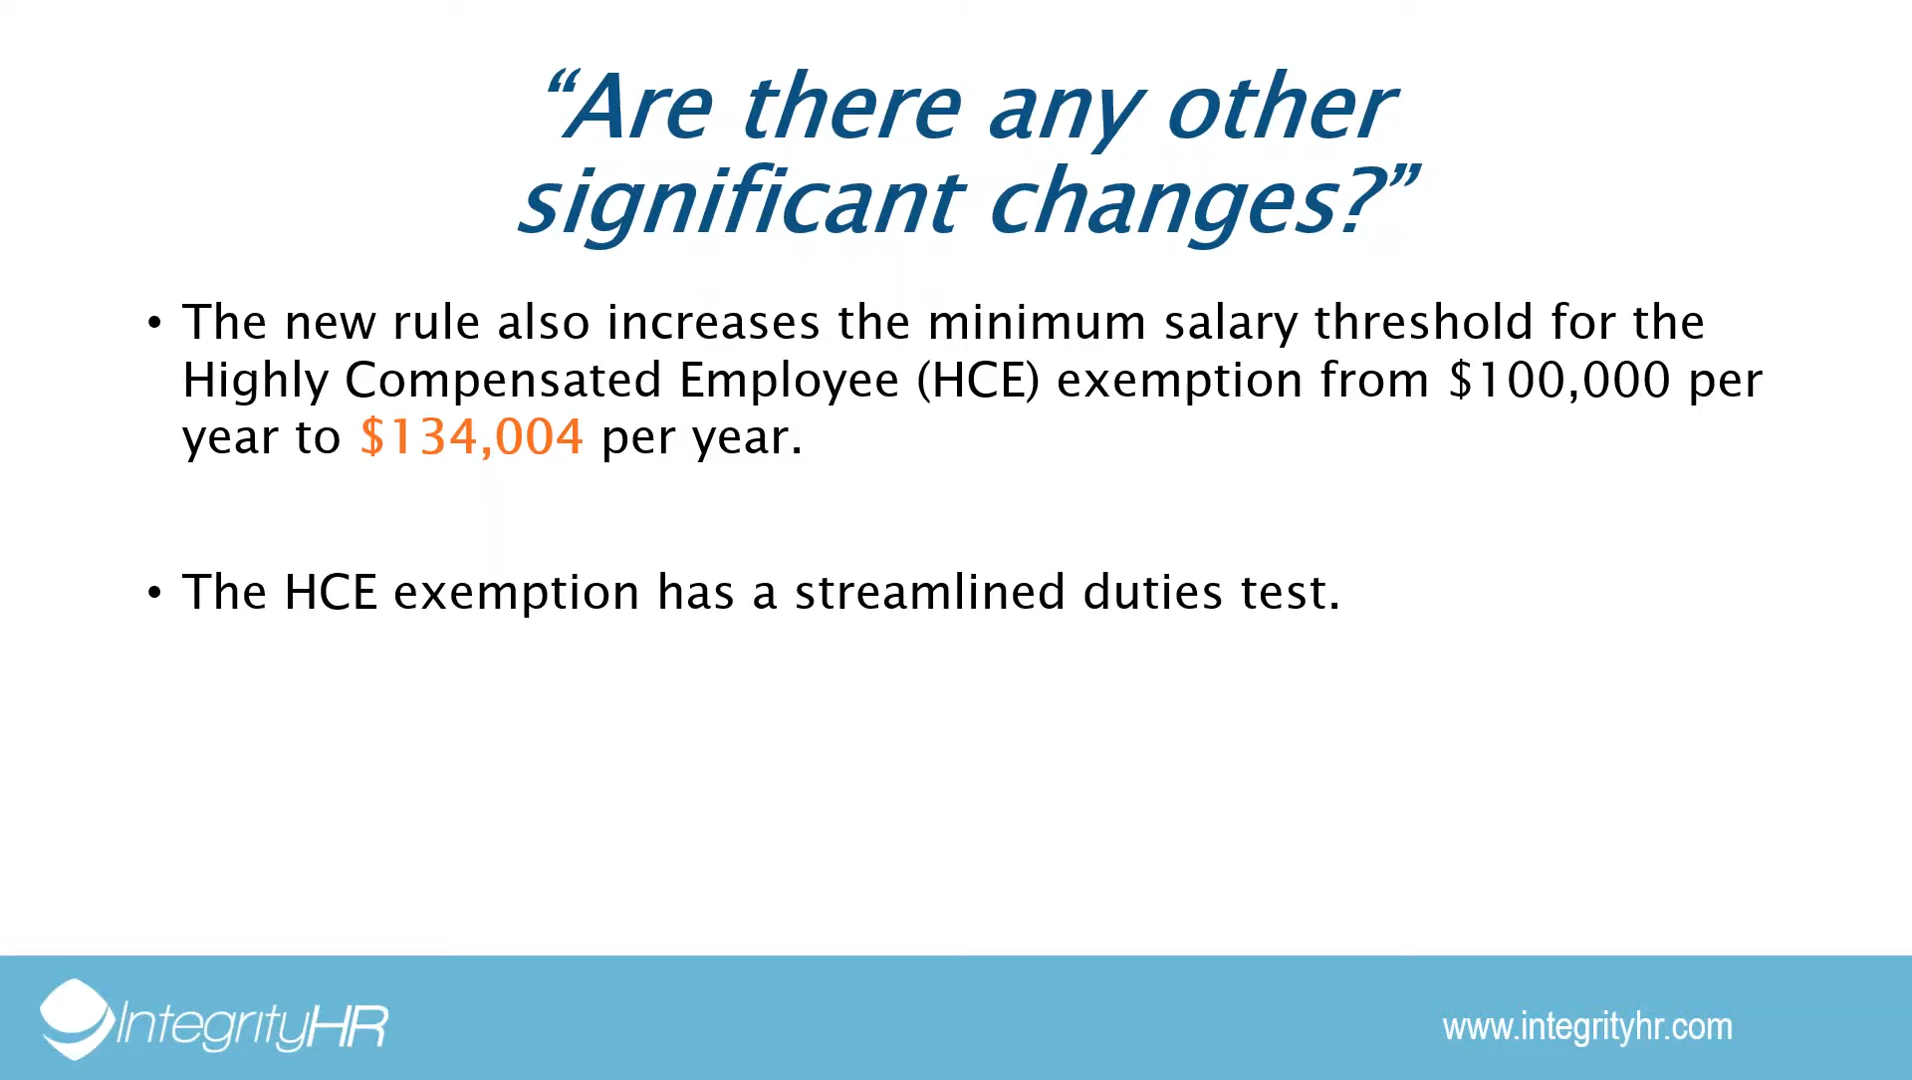 “Are there any other
significant changes?”
• The new rule also increases the minimum salary threshold for the
Highly Compensated Employee (HCE) exemption from $100,000 per
year to $134,004 per year.
• The HCE exemption has a streamlined duties test.
IntegrityHR
www.integrityhr.com